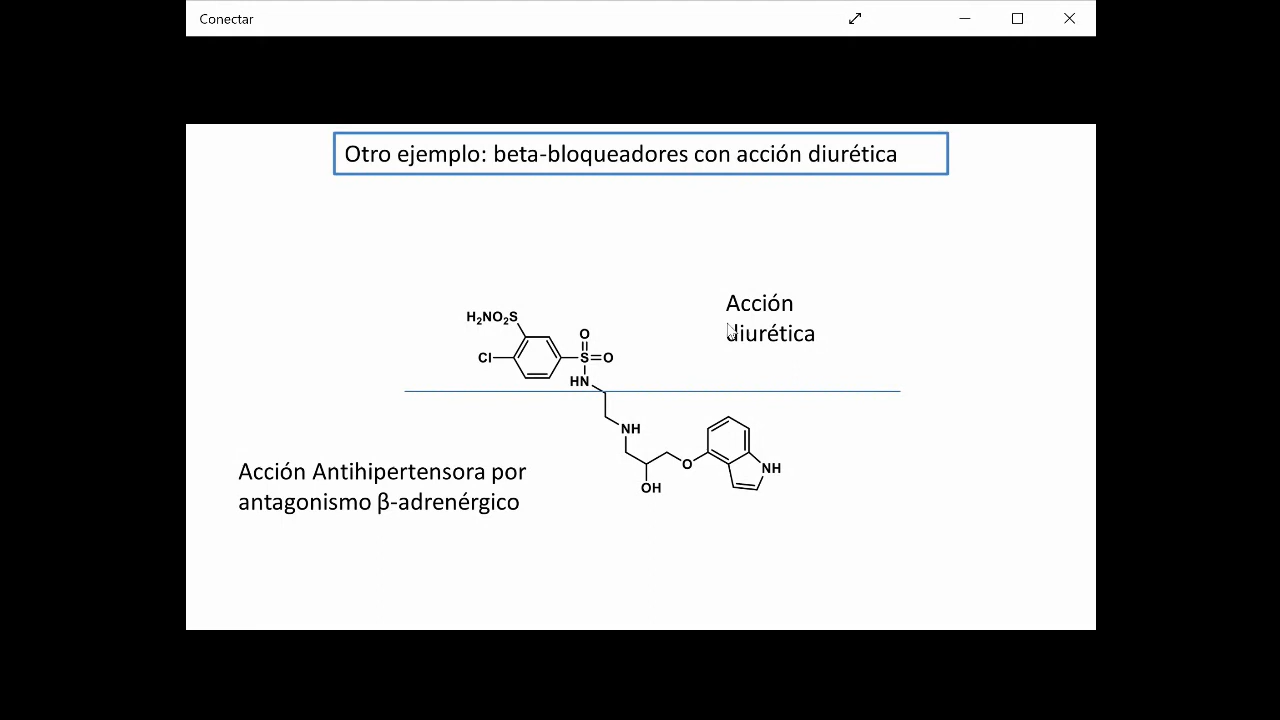 Conectar
Otro ejemplo: beta-bloqueadores con acción diurética
Acción
diurética
H₂NO₂S
O
Cl
S
O
HN
NH
O
NH
OH
Acción Antihipertensora por
antagonismo β-adrenérgico